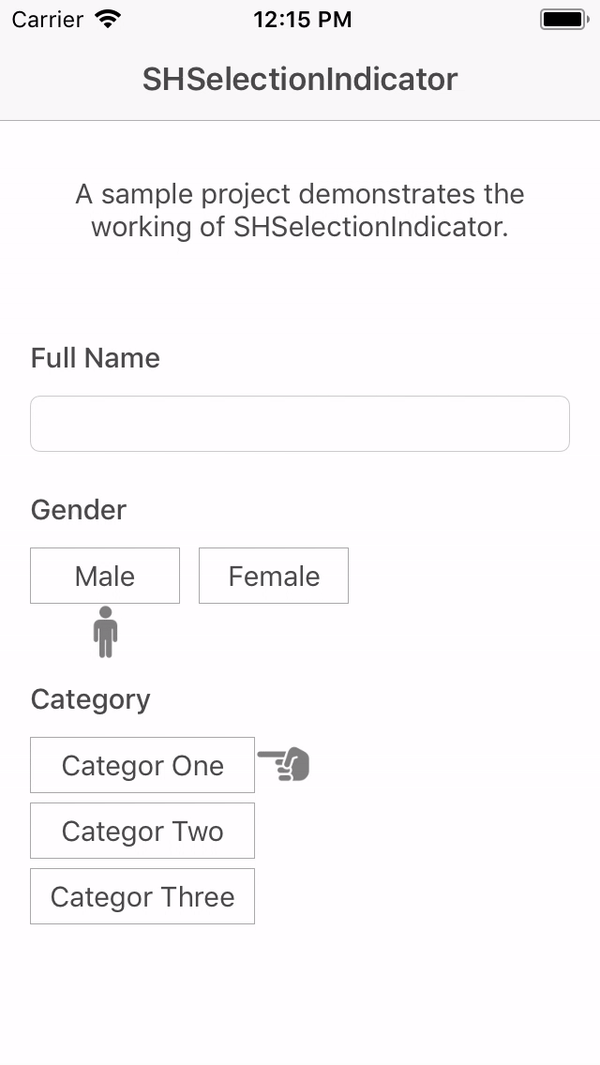 Carrier 12:15 PM
SHSelectionIndicator
A sample project demonstrates the
working of SHSelectionIndicator.
Full Name
Gender
Male Female
Category
Categor One
Categor Two
Categor Three